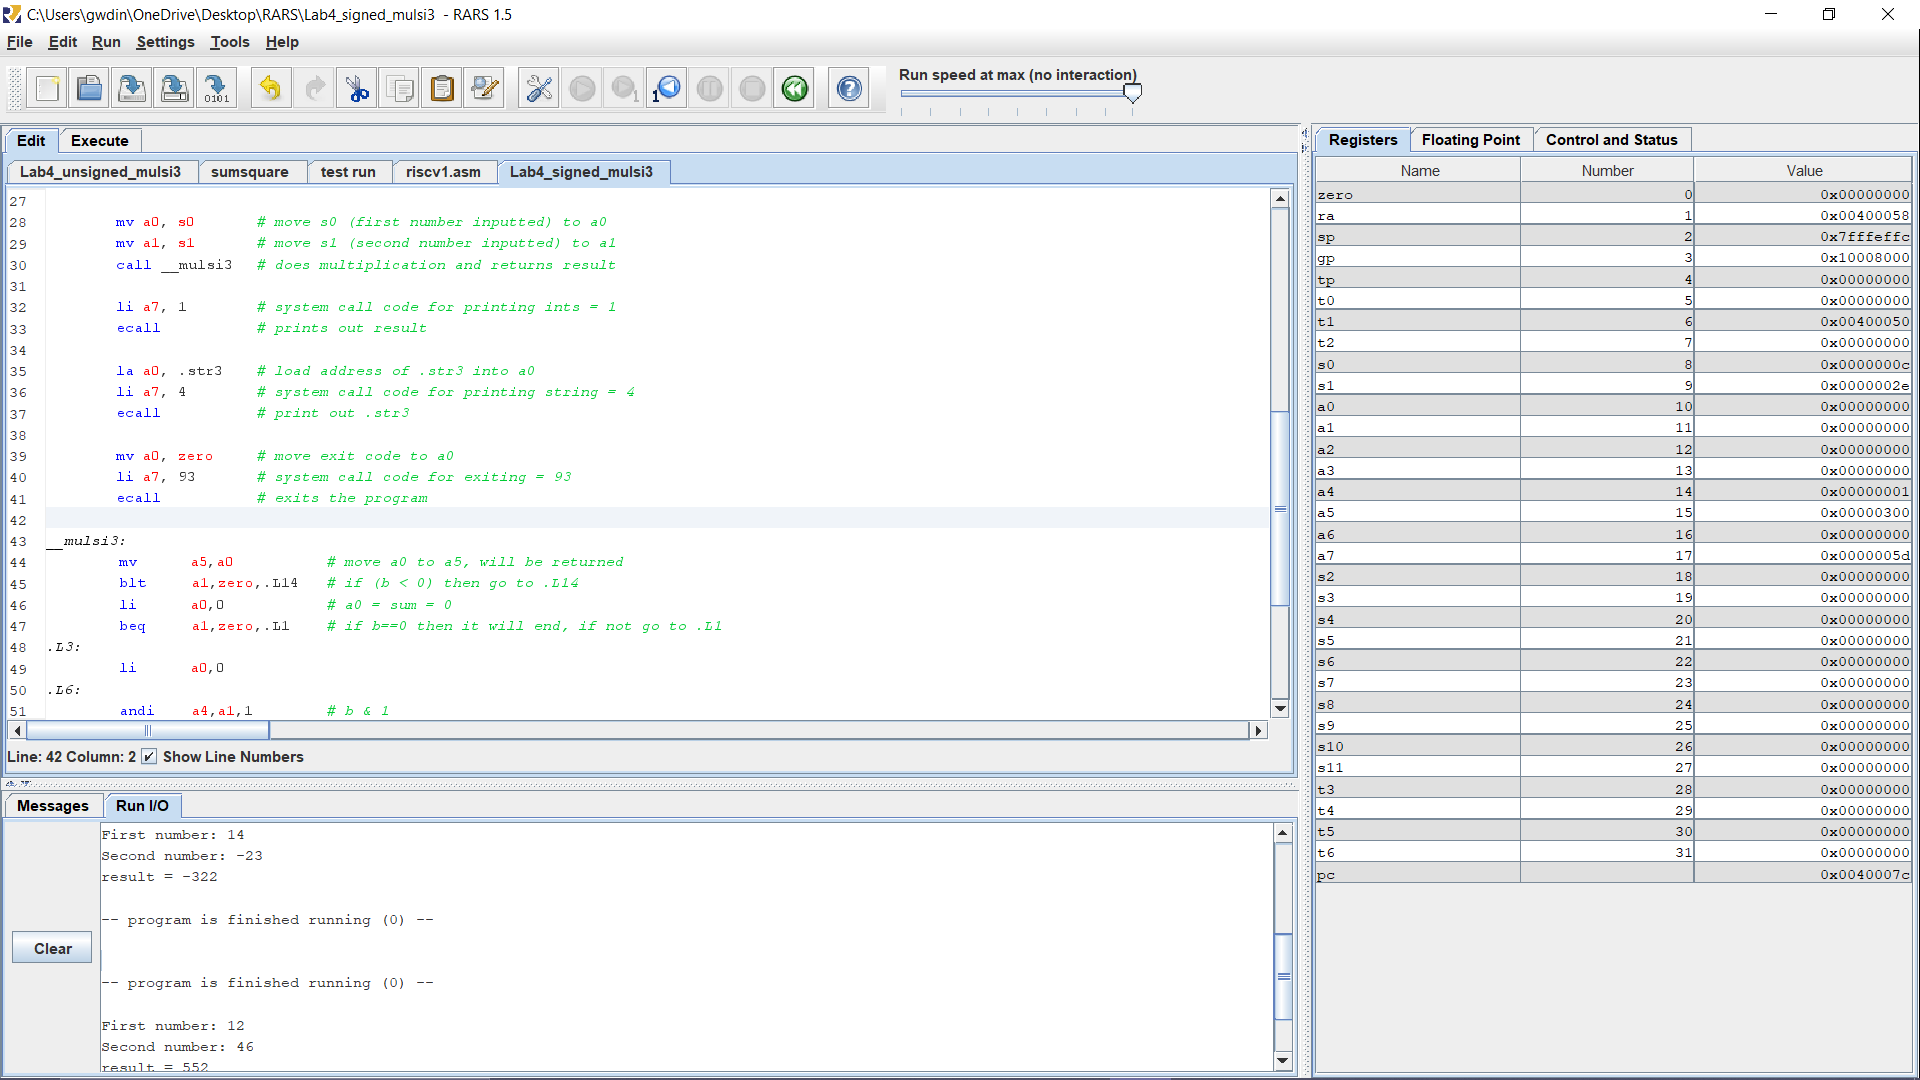 C:\Users\gwdin\OneDrive\Desktop\RARS\Lab4_signed_mulsi3 - RARS 1.5
File Edit Run Settings Tools Help
Run speed at max (no interaction)
Edit Execute
Lab4_unsigned_mulsi3 sumsquare test run riscv1.asm Lab4_signed_mulsi3
27
28 mv a0, s0 # move s0 (first number inputted) to a0
29 mv a1, s1 # move s1 (second number inputted) to a1
30 call __mulsi3 # does multiplication and returns result
31
32 li a7, 1 # system call code for printing ints = 1
33 ecall # prints out result
34
35 la a0, .str3 # load address of .str3 into a0
36 li a7, 4 # system call code for printing string = 4
37 ecall # print out .str3
38
39 mv a0, zero # move exit code to a0
40 li a7, 93 # system call code for exiting = 93
41 ecall # exits the program
42
43 __mulsi3:
44 mv a5,a0 # move a0 to a5, will be returned
45 blt a1,zero,.L14 # if (b < 0) then go to .L14
46 li a0,0 # a0 = sum = 0
47 beq a1,zero,.L1 # if b==0 then it will end, if not go to .L1
48 .L3:
49 li a0,0
50 .L6:
51 andi a4,a1,1 # b & 1
Line: 42 Column: 2 Show Line Numbers
Messages Run I/O
Clear
First number: 14
Second number: -23
result = -322
-- program is finished running (0) --
-- program is finished running (0) --
First number: 12
Second number: 46
result = 552
Registers Floating Point Control and Status
Name Number Value
zero 0 0x00000000
ra 1 0x00400058
sp 2 0x7fffeffc
gp 3 0x10008000
tp 4 0x00000000
t0 5 0x00000000
t1 6 0x00400050
t2 7 0x00000000
s0 8 0x0000000c
s1 9 0x0000002e
a0 10 0x00000000
a1 11 0x00000000
a2 12 0x00000000
a3 13 0x00000000
a4 14 0x00000001
a5 15 0x00000300
a6 16 0x00000000
a7 17 0x0000005d
s2 18 0x00000000
s3 19 0x00000000
s4 20 0x00000000
s5 21 0x00000000
s6 22 0x00000000
s7 23 0x00000000
s8 24 0x00000000
s9 25 0x00000000
s10 26 0x00000000
s11 27 0x00000000
t3 28 0x00000000
t4 29 0x00000000
t5 30 0x00000000
t6 31 0x00000000
pc 0x0040007c